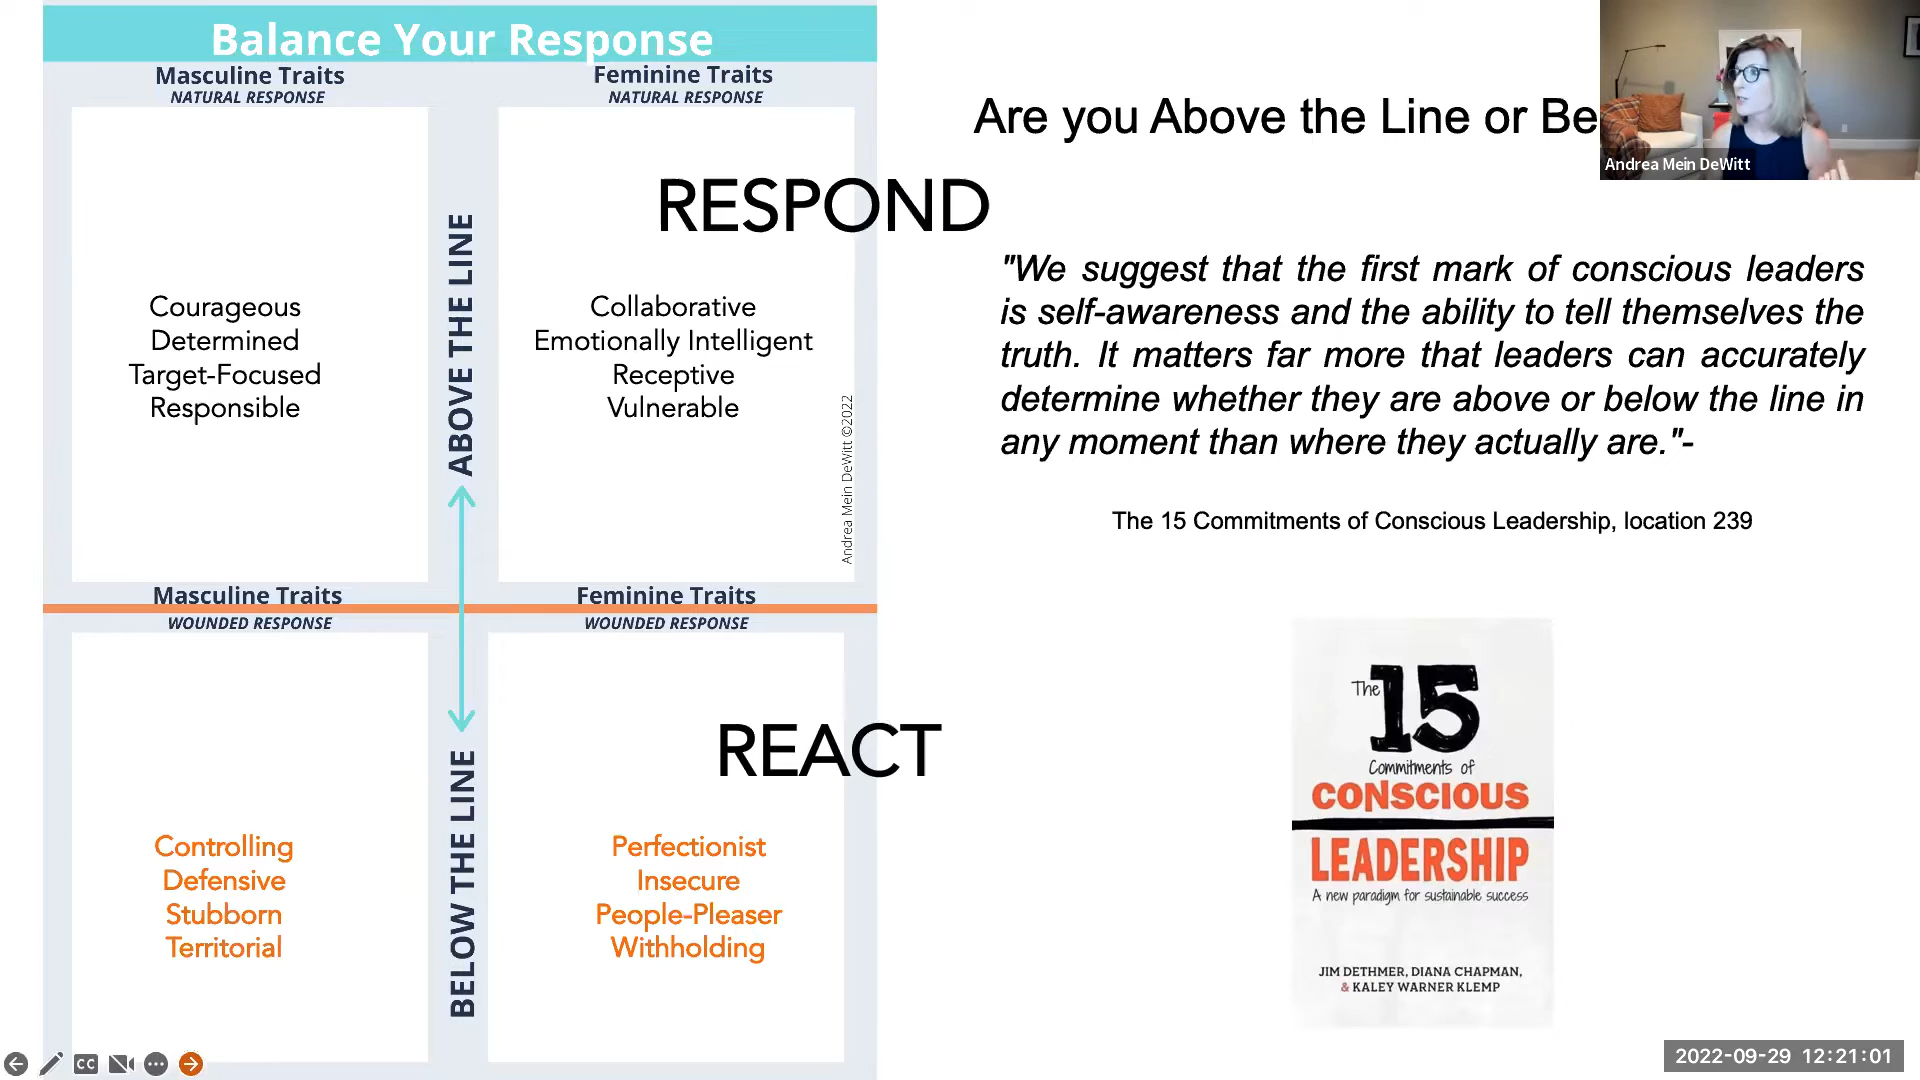 Balance Your Response
Masculine Traits
NATURAL RESPONSE
Feminine Traits
NATURAL RESPONSE
Courageous
Determined
Target-Focused
Responsible
ABOVE THE LINE
RESPOND
Collaborative
Emotionally Intelligent
Receptive
Vulnerable
Andrea Mein DeWitt ©2022
Masculine Traits
WOUNDED RESPONSE
Feminine Traits
WOUNDED RESPONSE
Controlling
Defensive
Stubborn
Territorial
BELOW THE LINE
REACT
Perfectionist
Insecure
People-Pleaser
Withholding
Are you Above the Line or Be
Andrea Mein DeWitt
"We suggest that the first mark of conscious leaders
is self-awareness and the ability to tell themselves the
truth. It matters far more that leaders can accurately
determine whether they are above or below the line in
any moment than where they actually are."-
The 15 Commitments of Conscious Leadership, location 239
The 15
Commitments of
CONSCIOUS
LEADERSHIP
A new paradigm for sustainable success
JIM DETHMER, DIANA CHAPMAN,
& KALEY WARNER KLEMP
CC
2022-09-29 12:21:01